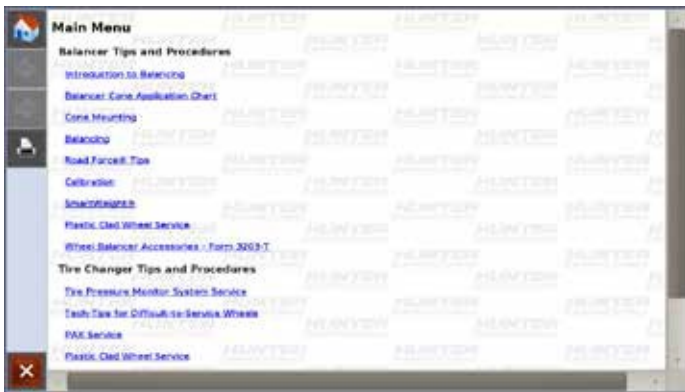 Main Menu
Balancer Tips and Procedures
Introduction to Balancing
Balancer Cone Application Chart
Cone Mounting
Balancing
Road Force® Tips
Calibration
SmartWeight®
Plastic Clad Wheel Service
Wheel Balancer Accessories - Form 3203-T
Tire Changer Tips and Procedures
Tire Pressure Monitor System Service
Tech Tips for Difficult-to-Service Wheels
PAX Service
Plastic Clad Wheel Service
HUNTER